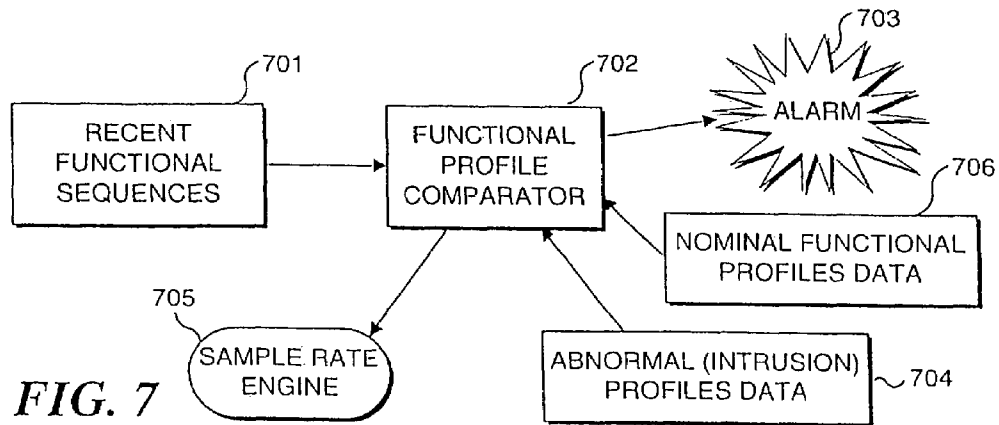 703
701
702
RECENT
FUNCTIONAL
SEQUENCES
FUNCTIONAL
PROFILE
COMPARATOR
ALARM
706
NOMINAL FUNCTIONAL
PROFILES DATA
705
SAMPLE RATE
ENGINE
ABNORMAL (INTRUSION)
PROFILES DATA
704
FIG. 7